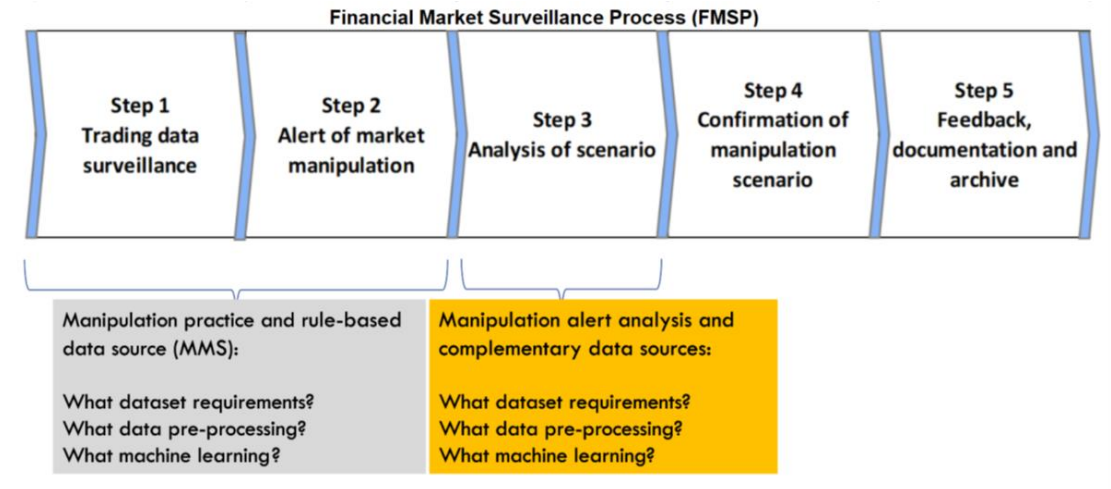 Financial Market Surveillance Process (FMSP)
Step 1
Trading data
surveillance
Step 2
Alert of market
manipulation
Step 3
Analysis of scenario
Step 4
Confirmation of
manipulation
scenario
Step 5
Feedback,
documentation and
archive
Manipulation practice and rule-based
data source (MMS):
What dataset requirements?
What data pre-processing?
What machine learning?
Manipulation alert analysis and
complementary data sources:
What dataset requirements?
What data pre-processing?
What machine learning?